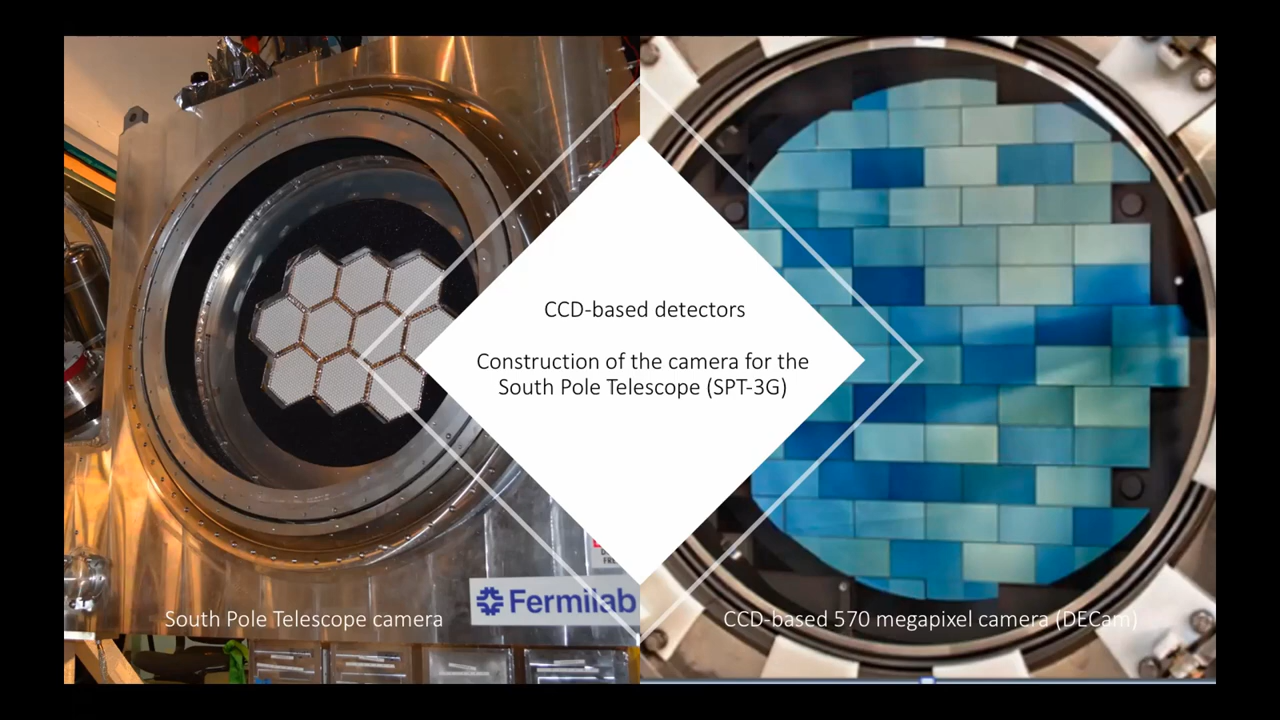 CCD-based detectors
Construction of the camera for the
South Pole Telescope (SPT-3G)
Fermilab
South Pole Telescope camera
CCD-based 570 megapixel camera (DECam)